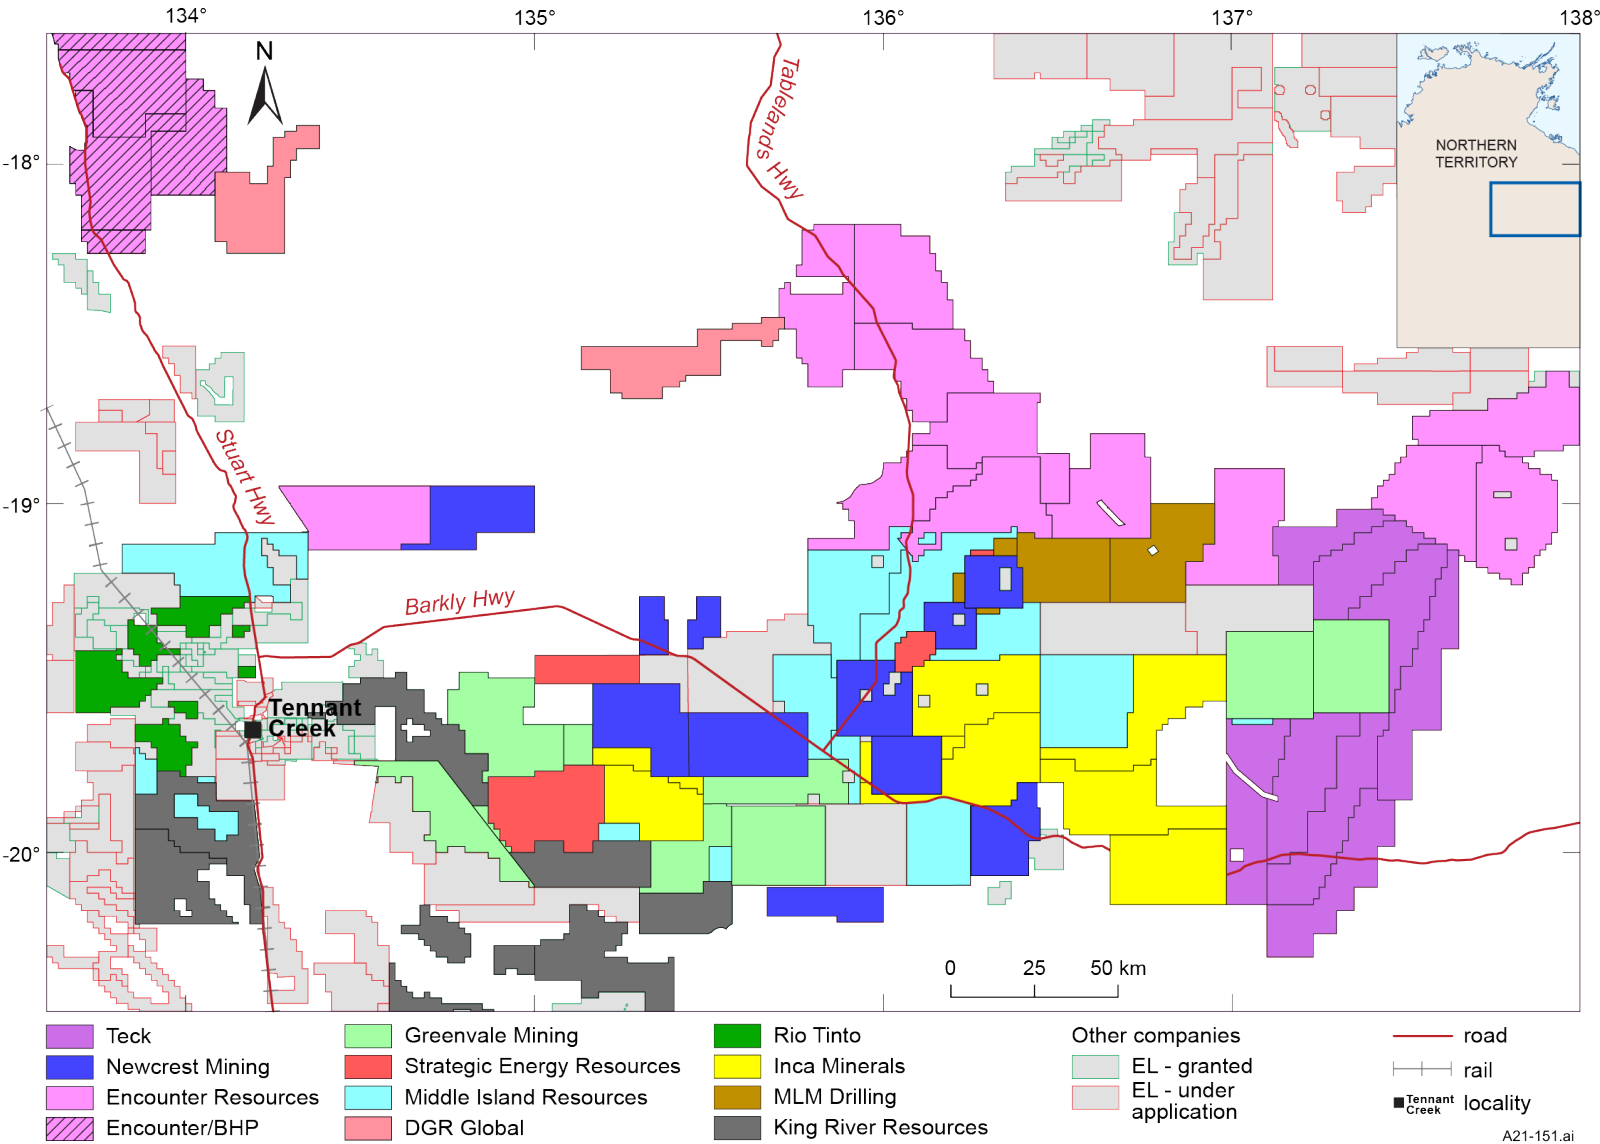 134°
135°
136°
137°
138°
N
-18°
-19°
-20°
Tablelands Hwy
Stuart Hwy
Barkly Hwy
NORTHERN
TERRITORY
Tennant
Creek
0 25 50 km
Teck
Newcrest Mining
Encounter Resources
Encounter/BHP
Greenvale Mining
Strategic Energy Resources
Middle Island Resources
DGR Global
Rio Tinto
Inca Minerals
MLM Drilling
King River Resources
Other companies
EL - granted
EL - under
application
road
rail
Tennant
Creek
locality
A21-151.ai